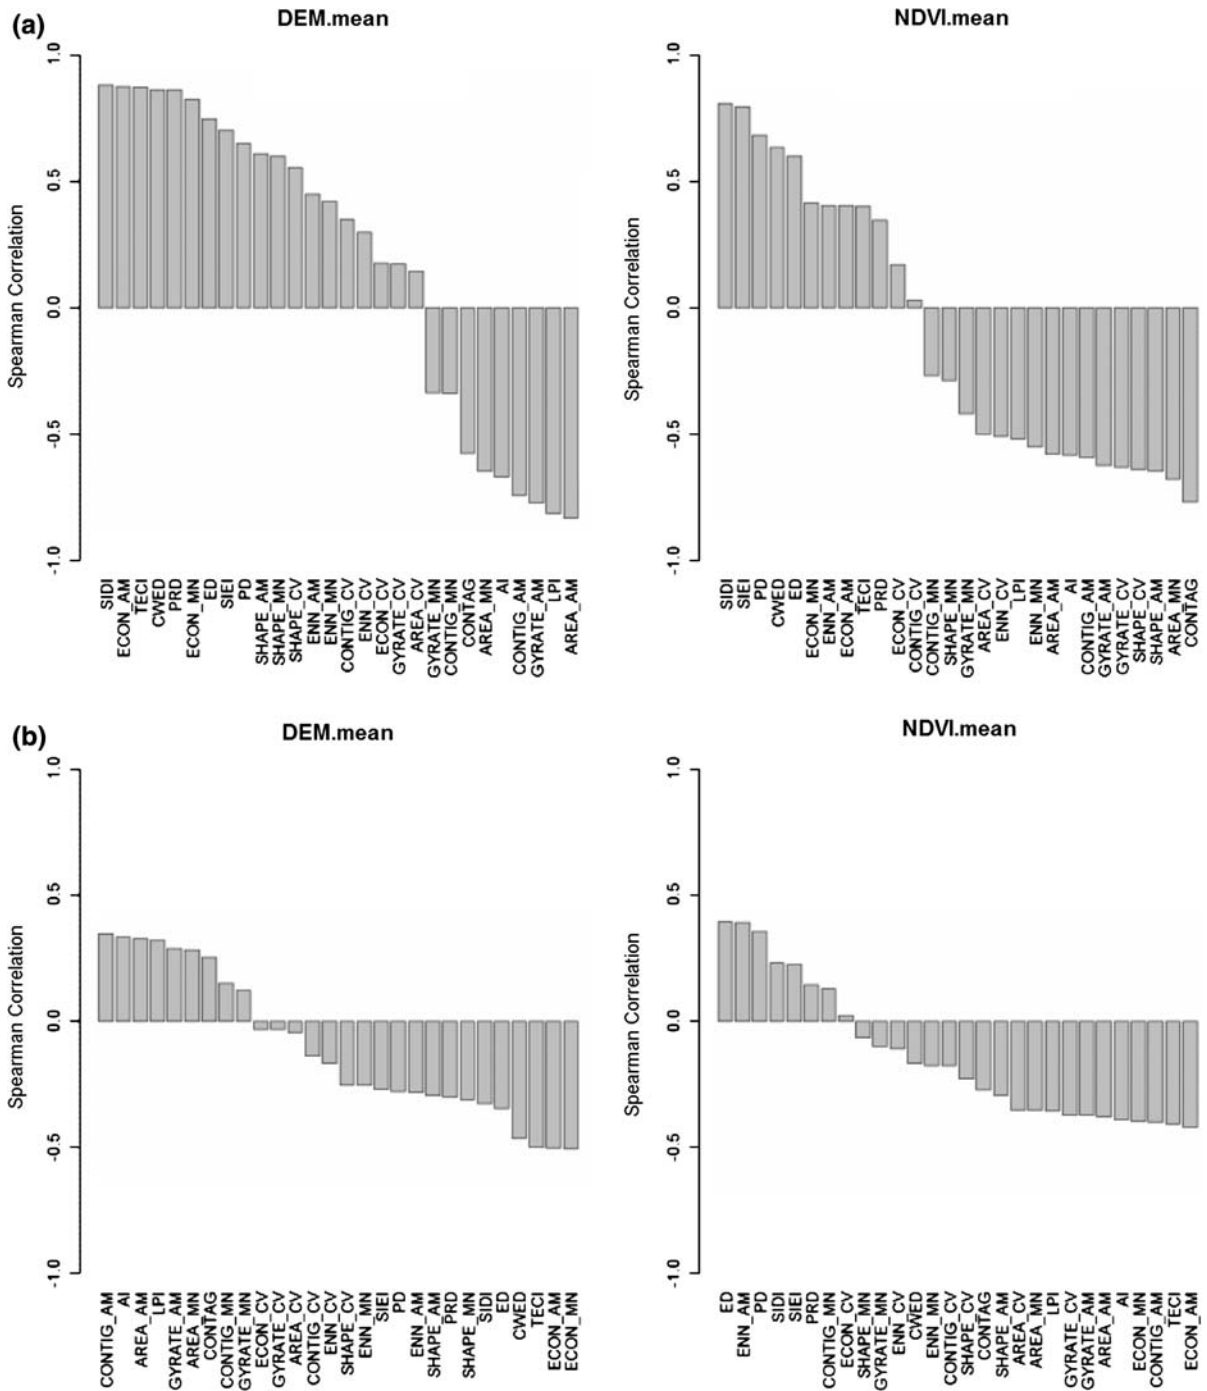 (a)
DEM.mean
Spearman Correlation
1.0
0.5
0.0
-0.5
-1.0
SIDI
ECON_AM
TECI
CWED
PRD
ECON_MN
ED
SIEI
PD
SHAPE_AM
SHAPE_MN
SHAPE_CV
ENN_AM
ENN_MN
CONTIG_CV
ENN_CV
ECON_CV
GYRATE_CV
AREA_CV
GYRATE_MN
CONTIG_MN
CONTAG
AREA_MN
AI
CONTIG_AM
GYRATE_AM
LPI
AREA_AM
NDVI.mean
Spearman Correlation
1.0
0.5
0.0
-0.5
-1.0
SIDI
SIEI
PD
CWED
ED
ECON_MN
ENN_AM
ECON_AM
TECI
PRD
ECON_CV
CONTIG_CV
CONTIG_MN
SHAPE_MN
GYRATE_MN
AREA_CV
ENN_CV
LPI
ENN_MN
AREA_AM
AI
CONTIG_AM
GYRATE_AM
GYRATE_CV
SHAPE_CV
SHAPE_AM
AREA_MN
CONTAG
(b)
DEM.mean
Spearman Correlation
1.0
0.5
0.0
-0.5
-1.0
CONTIG_AM
AI
AREA_AM
LPI
GYRATE_AM
AREA_MN
CONTAG
CONTIG_MN
GYRATE_MN
ECON_CV
GYRATE_CV
AREA_CV
CONTIG_CV
ENN_CV
SHAPE_CV
ENN_MN
SIEI
PD
ENN_AM
SHAPE_AM
PRD
SHAPE_MN
SIDI
ED
CWED
TECI
ECON_AM
ECON_MN
NDVI.mean
Spearman Correlation
1.0
0.5
0.0
-0.5
-1.0
ED
ENN_AM
PD
SIDI
SIEI
PRD
CONTIG_MN
ECON_CV
SHAPE_MN
GYRATE_MN
ENN_CV
CWED
ENN_MN
CONTIG_CV
SHAPE_CV
CONTAG
SHAPE_AM
AREA_CV
AREA_MN
LPI
GYRATE_CV
GYRATE_AM
AREA_AM
AI
ECON_MN
CONTIG_AM
TECI
ECON_AM